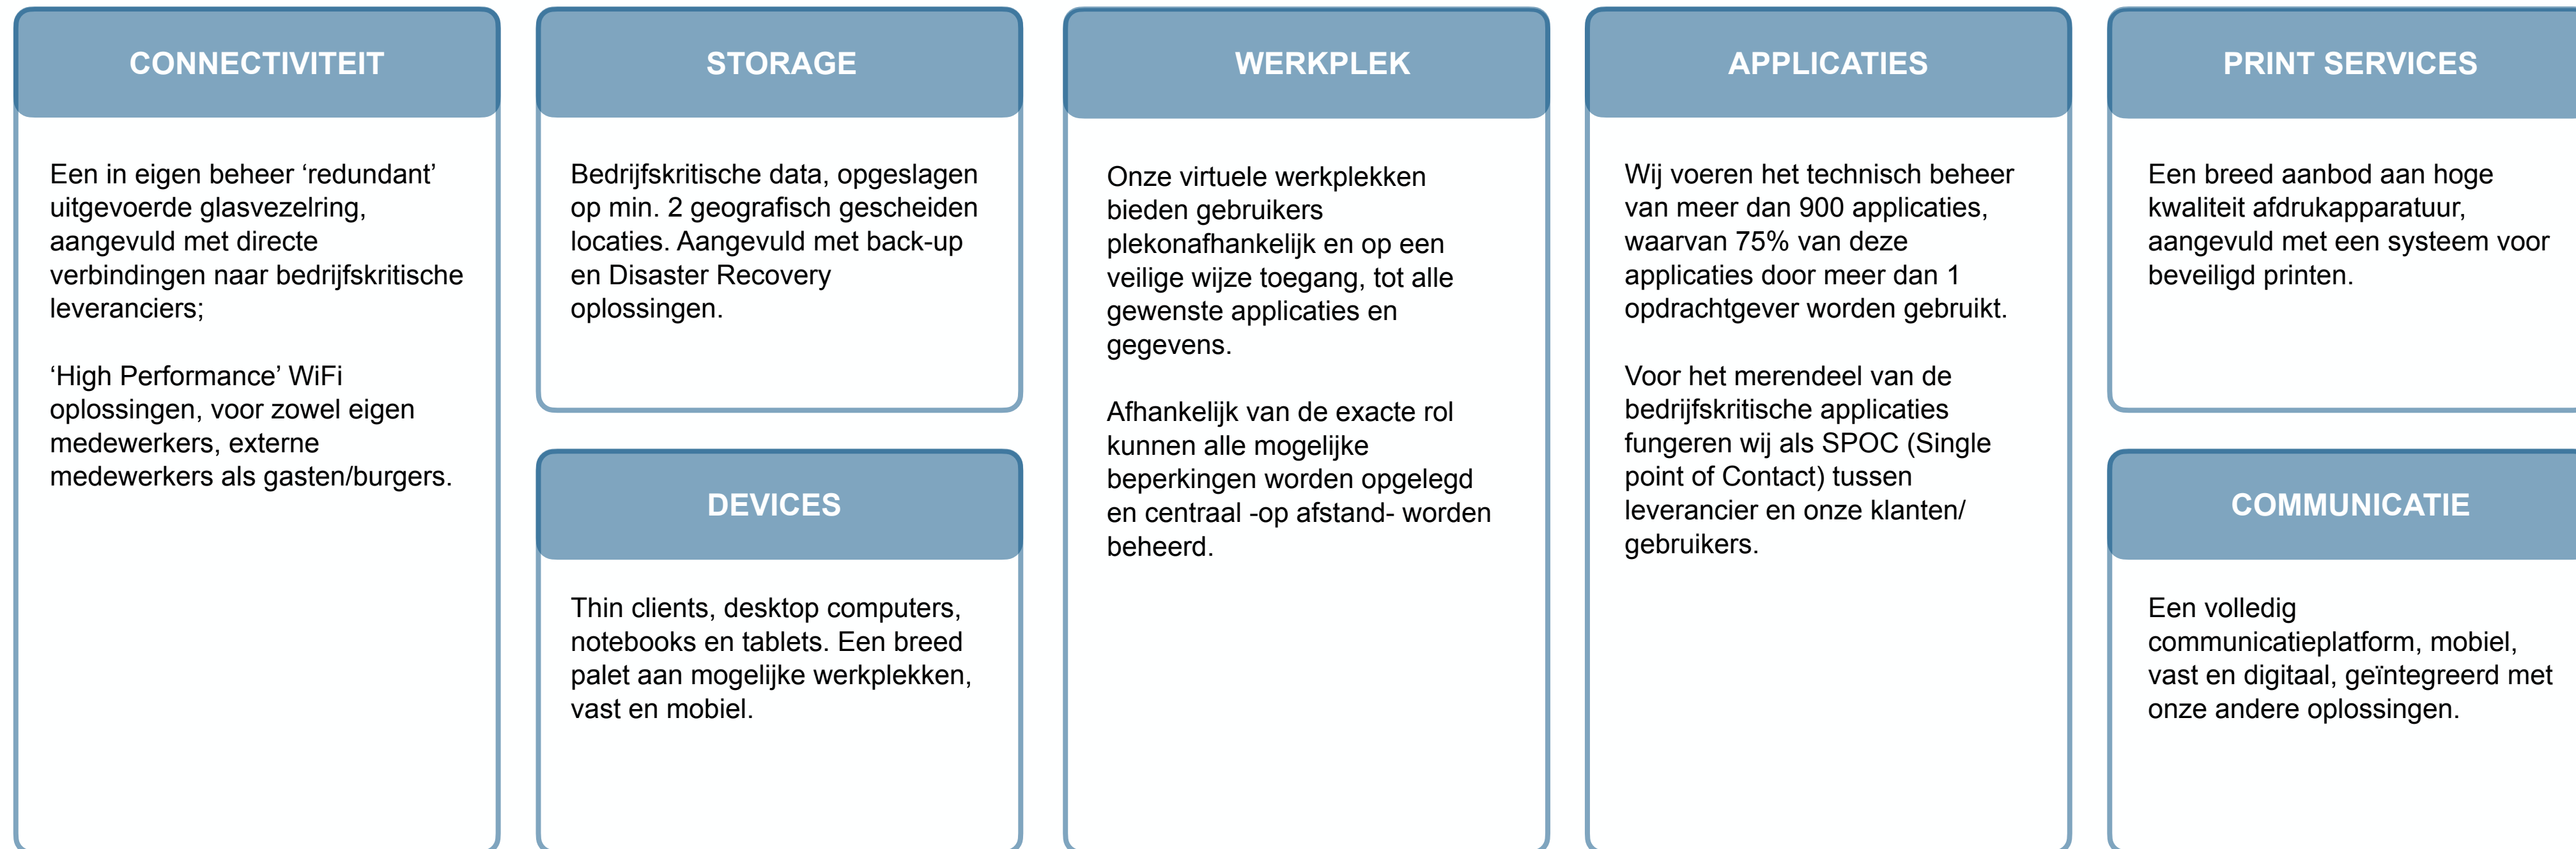 CONNECTIVITEIT
Een in eigen beheer ‘redundant’
uitgevoerde glasvezelring,
aangevuld met directe
verbindingen naar bedrijfskritische
leveranciers;
‘High Performance’ WiFi
oplossingen, voor zowel eigen
medewerkers, externe
medewerkers als gasten/burgers.
STORAGE
Bedrijfskritische data, opgeslagen
op min. 2 geografisch gescheiden
locaties. Aangevuld met back-up
en Disaster Recovery
oplossingen.
DEVICES
Thin clients, desktop computers,
notebooks en tablets. Een breed
palet aan mogelijke werkplekken,
vast en mobiel.
WERKPLEK
Onze virtuele werkplekken
bieden gebruikers
plekonafhankelijk en op een
veilige wijze toegang, tot alle
gewenste applicaties en
gegevens.
Afhankelijk van de exacte rol
kunnen alle mogelijke
beperkingen worden opgelegd
en centraal -op afstand- worden
beheerd.
APPLICATIES
Wij voeren het technisch beheer
van meer dan 900 applicaties,
waarvan 75% van deze
applicaties door meer dan 1
opdrachtgever worden gebruikt.
Voor het merendeel van de
bedrijfskritische applicaties
fungeren wij als SPOC (Single
point of Contact) tussen
leverancier en onze klanten/
gebruikers.
PRINT SERVICES
Een breed aanbod aan hoge
kwaliteit afdrukapparatuur,
aangevuld met een systeem voor
beveiligd printen.
COMMUNICATIE
Een volledig
communicatieplatform, mobiel,
vast en digitaal, geïntegreerd met
onze andere oplossingen.